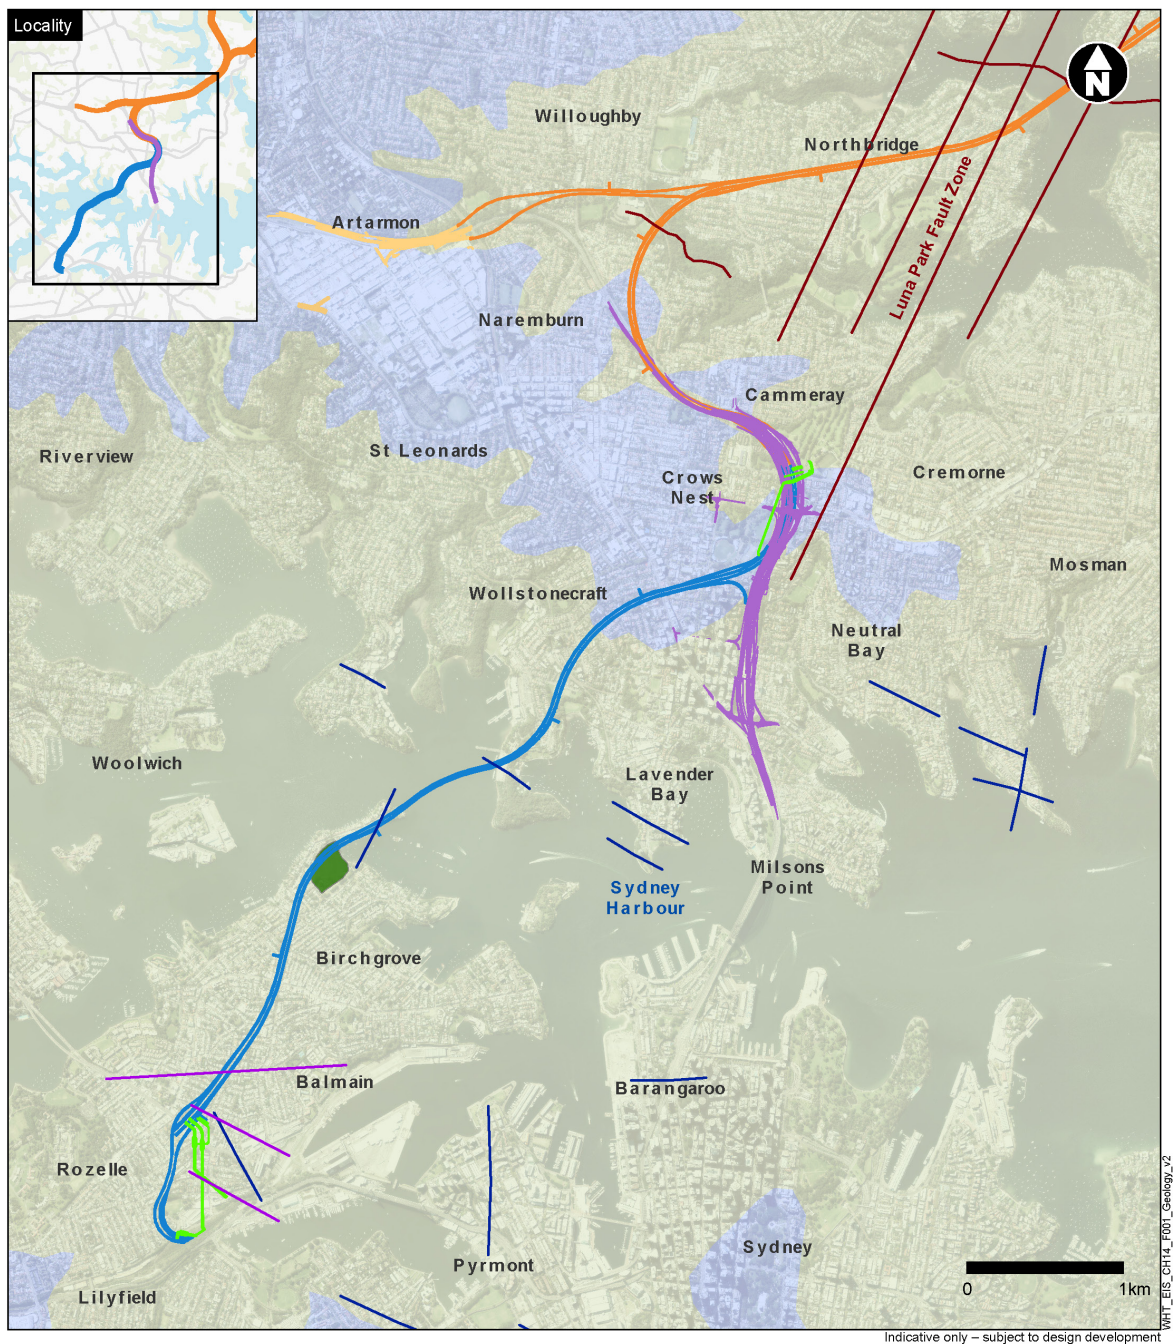 Locality
N
Willoughby
Northbridge
Luna Park Fault Zone
Artarmon
Naremburn
Cammeray
Riverview
St Leonards
Crows
Nest
Cremorne
Mosman
Wollstonecraft
Neutral
Bay
Woolwich
Lavender
Bay
Milsons
Point
Sydney
Harbour
Birchgrove
Balmain
Barangaroo
Rozelle
Pyrmont
Sydney
Lilyfield
0 1km
WHT_EIS_CH14_F001_Geology_v2
Indicative only – subject to design development